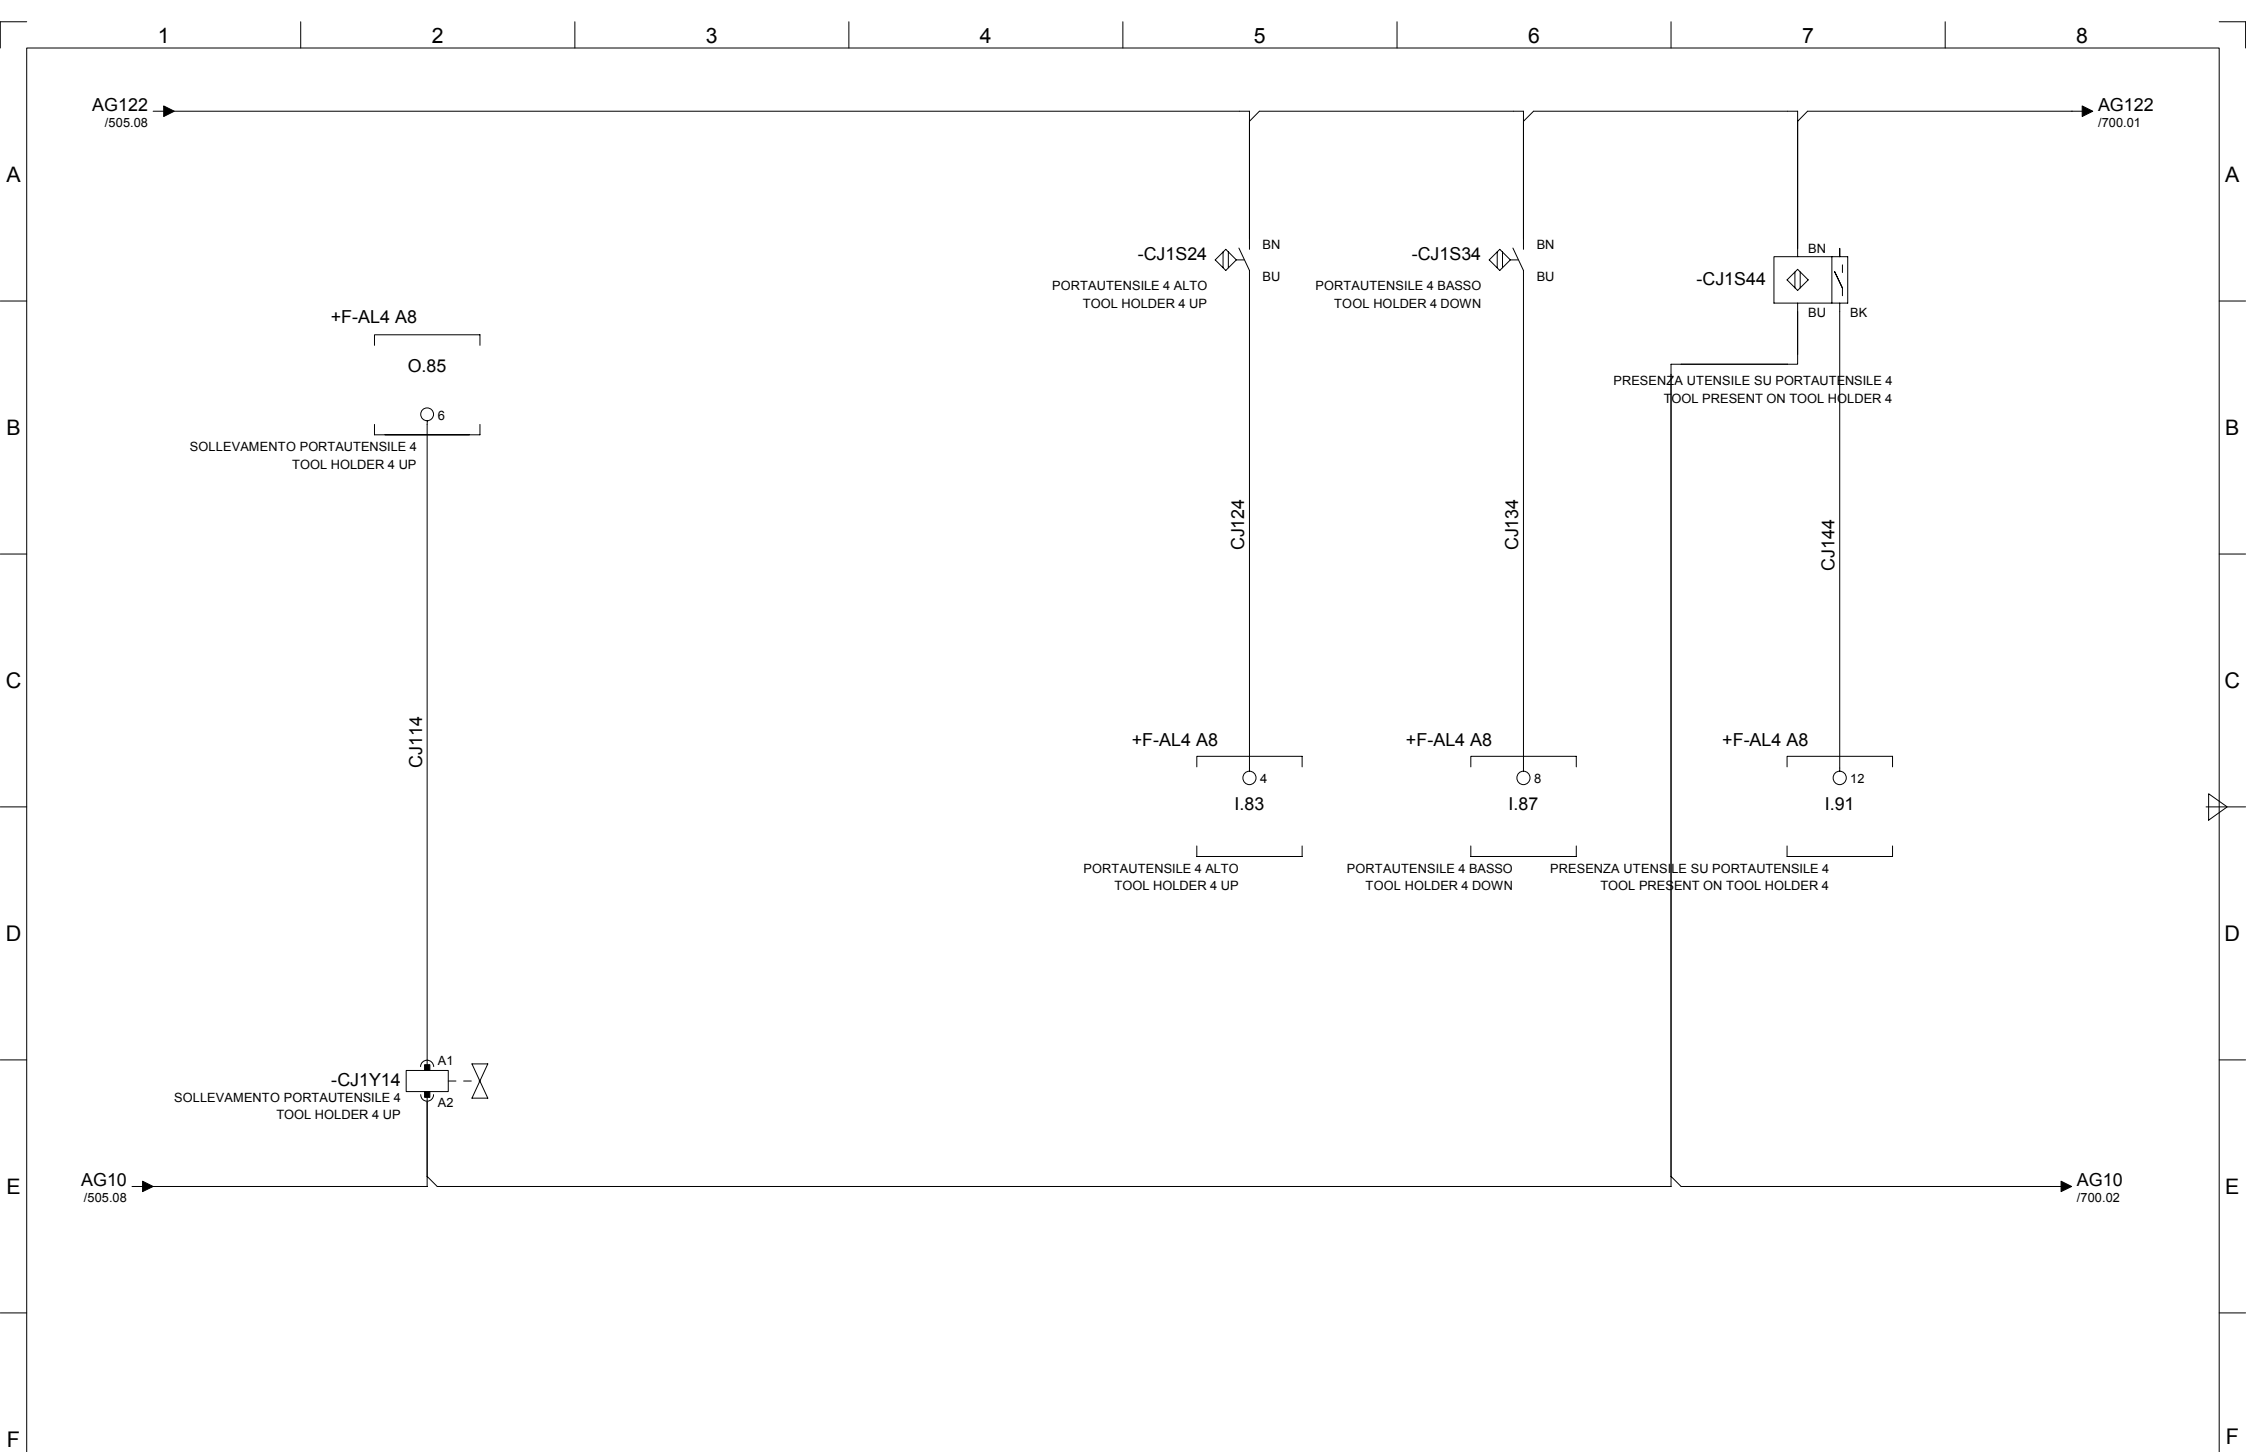 1 2 3 4 5 6 7 8
AG122
/505.08
AG122
/700.01
A
A
-CJ1S24
BN
BU
PORTAUTENSILE 4 ALTO
TOOL HOLDER 4 UP
-CJ1S34
BN
BU
PORTAUTENSILE 4 BASSO
TOOL HOLDER 4 DOWN
-CJ1S44
BN
BU
BK
PRESENZA UTENSILE SU PORTAUTENSILE 4
TOOL PRESENT ON TOOL HOLDER 4
+F-AL4 A8
O.85
6
SOLLEVAMENTO PORTAUTENSILE 4
TOOL HOLDER 4 UP
B
B
CJ124
CJ134
CJ144
C
C
CJ114
+F-AL4 A8
4
I.83
PORTAUTENSILE 4 ALTO
TOOL HOLDER 4 UP
+F-AL4 A8
8
I.87
PORTAUTENSILE 4 BASSO
TOOL HOLDER 4 DOWN
+F-AL4 A8
12
I.91
PRESENZA UTENSILE SU PORTAUTENSILE 4
TOOL PRESENT ON TOOL HOLDER 4
D
D
A1
-CJ1Y14
A2
SOLLEVAMENTO PORTAUTENSILE 4
TOOL HOLDER 4 UP
E
E
AG10
/505.08
AG10
/700.02
F
F